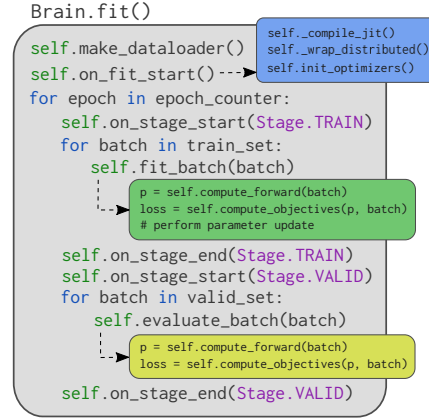 Brain.fit()
self.make_dataloader()
self.on_fit_start()
self._compile_jit()
self._wrap_distributed()
self.init_optimizers()
for epoch in epoch_counter:
self.on_stage_start(Stage.TRAIN)
for batch in train_set:
self.fit_batch(batch)
p = self.compute_forward(batch)
loss = self.compute_objectives(p, batch)
# perform parameter update
self.on_stage_end(Stage.TRAIN)
self.on_stage_start(Stage.VALID)
for batch in valid_set:
self.evaluate_batch(batch)
p = self.compute_forward(batch)
loss = self.compute_objectives(p, batch)
self.on_stage_end(Stage.VALID)